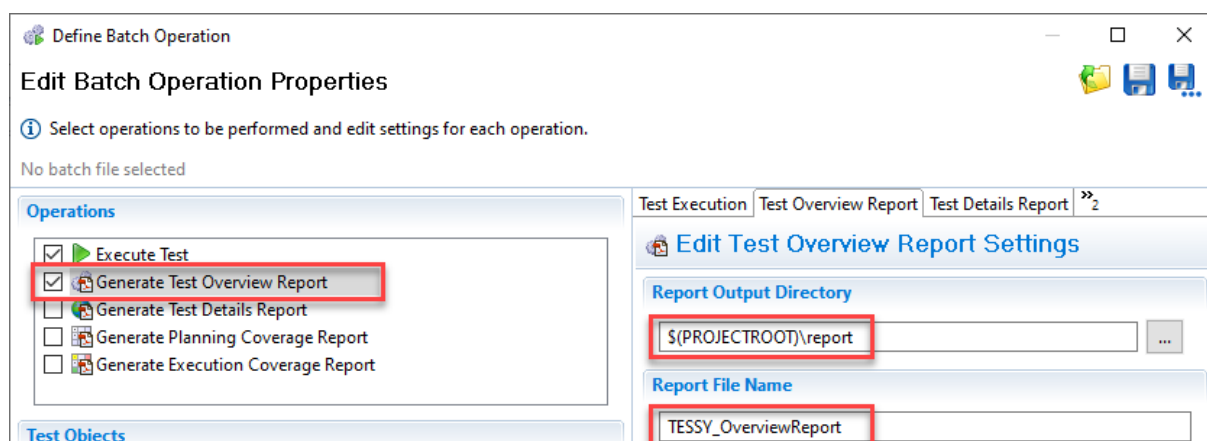 Define Batch Operation
Edit Batch Operation Properties
Select operations to be performed and edit settings for each operation.
No batch file selected
Operations
Execute Test
Generate Test Overview Report
Generate Test Details Report
Generate Planning Coverage Report
Generate Execution Coverage Report
Test Objects
Test Execution Test Overview Report Test Details Report »2
Edit Test Overview Report Settings
Report Output Directory
$(PROJECTROOT)\report ...
Report File Name
TESSY_OverviewReport